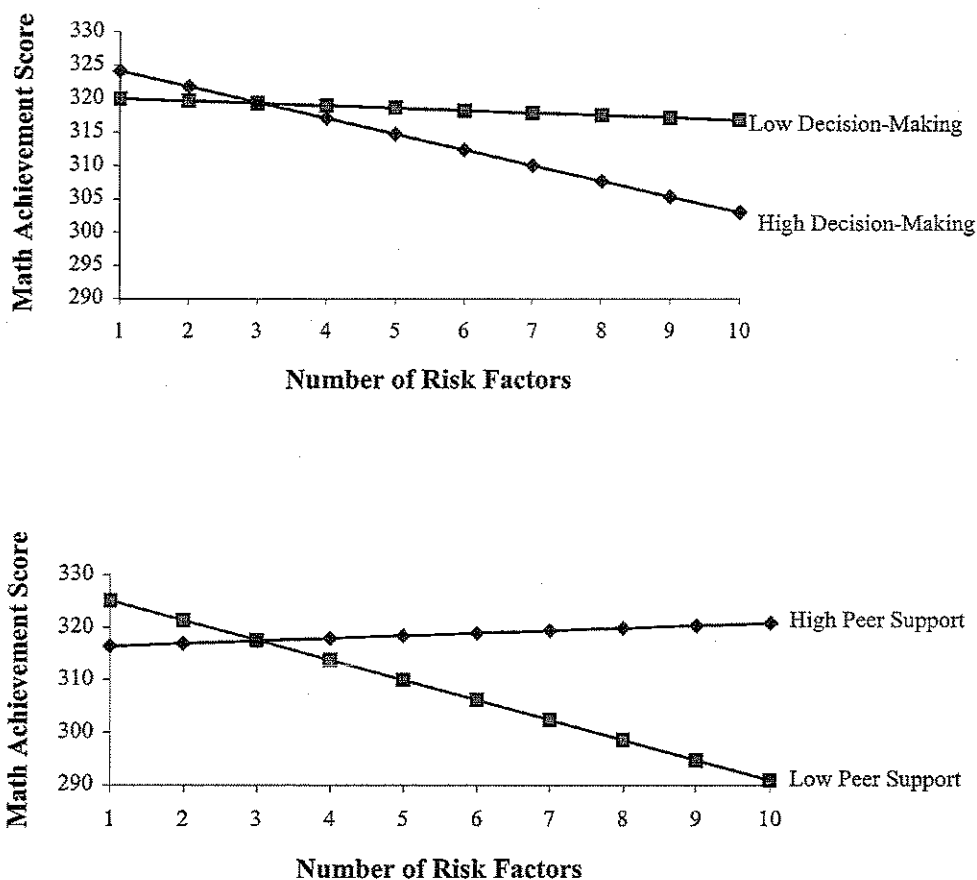 Math Achievement Score
330
325
320
315
310
305
300
295
290
Low Decision-Making
High Decision-Making
1 2 3 4 5 6 7 8 9 10
Number of Risk Factors
Math Achievement Score
330
320
310
300
290
High Peer Support
Low Peer Support
1 2 3 4 5 6 7 8 9 10
Number of Risk Factors